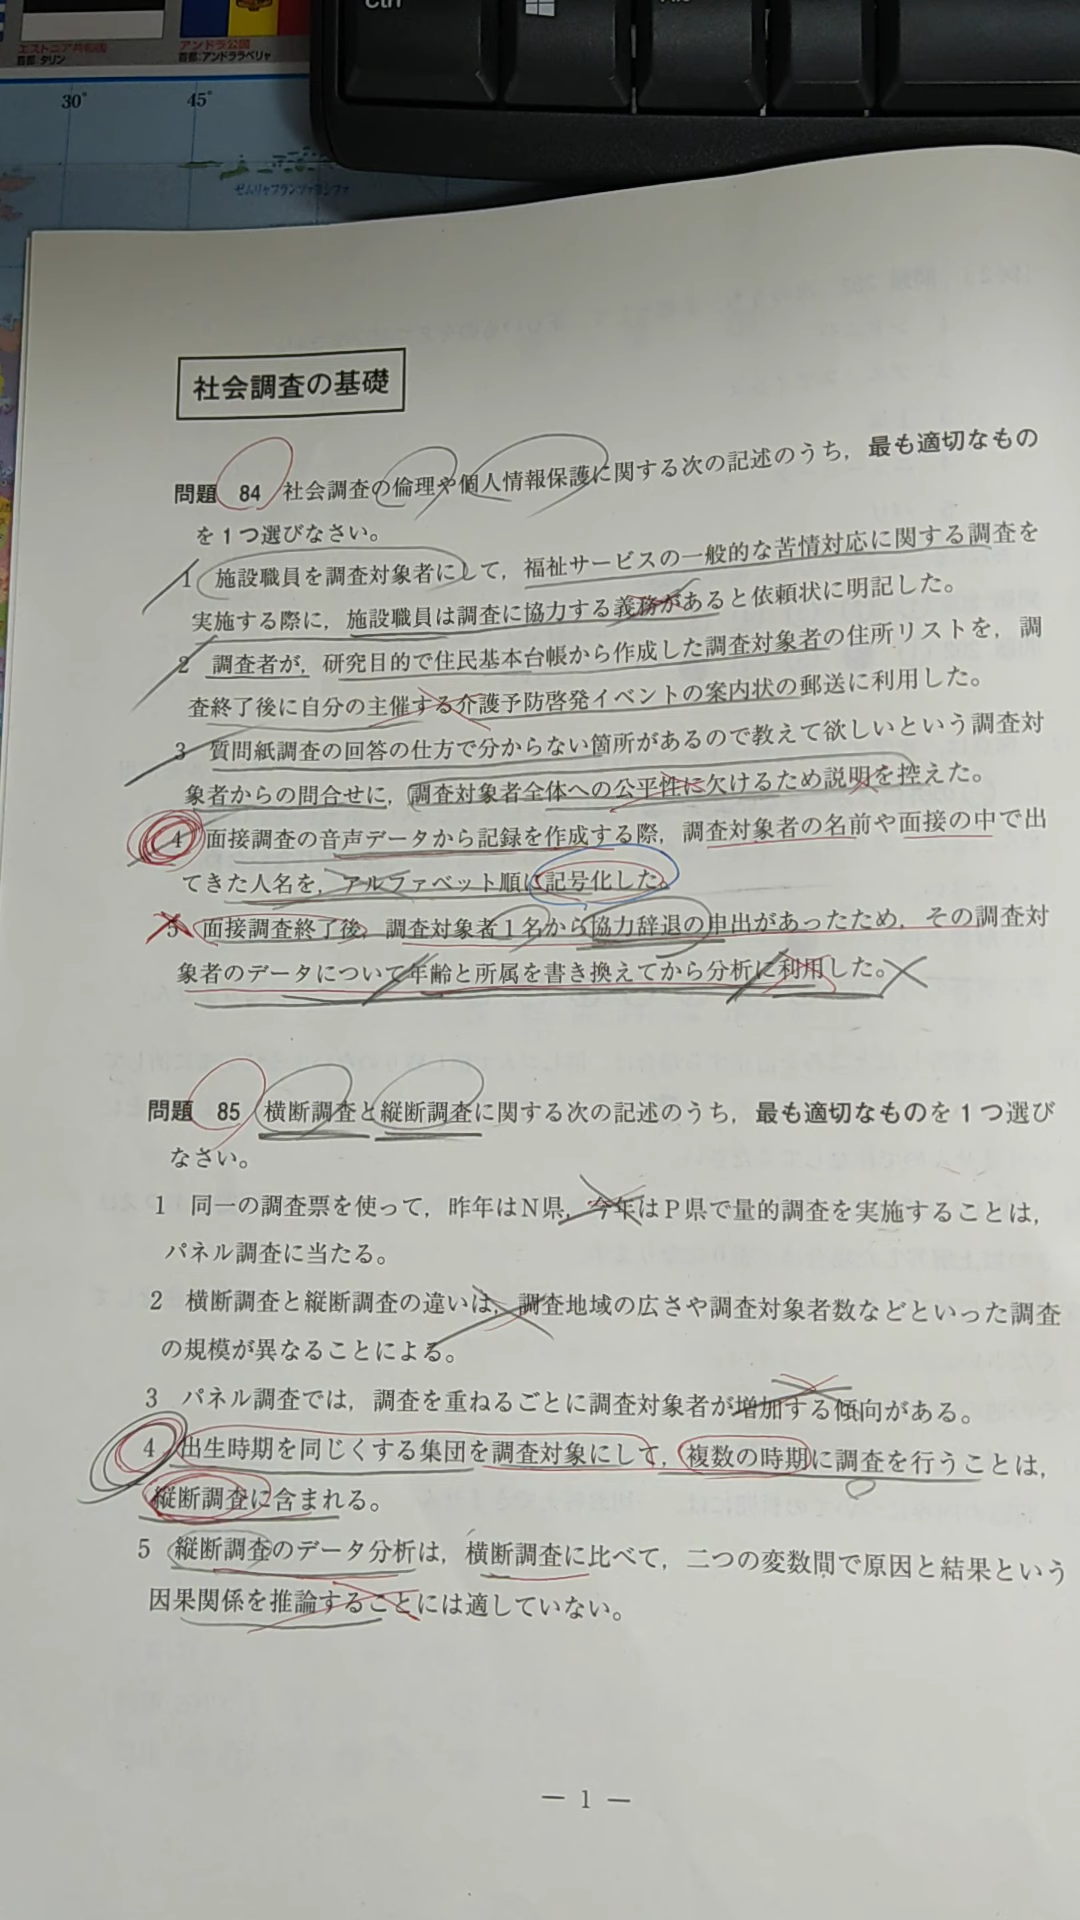 Ctrl
エストニア共和国
首都:タリン
アンドラ公国
首都:アンドララベリャ
30°
45°
ゼムリャフランツァヨシファ
社会調査の基礎
問題 84 社会調査の倫理や個人情報保護に関する次の記述のうち，最も適切なもの
を1つ選びなさい。
1 施設職員を調査対象者にして，福祉サービスの一般的な苦情対応に関する調査を
実施する際に，施設職員は調査に協力する義務があると依頼状に明記した。
2 調査者が，研究目的で住民基本台帳から作成した調査対象者の住所リストを，調
査終了後に自分の主催する介護予防啓発イベントの案内状の郵送に利用した。
3 質問紙調査の回答の仕方で分からない箇所があるので教えて欲しいという調査対
象者からの問合せに，調査対象者全体への公平性に欠けるため説明を控えた。
4 面接調査の音声データから記録を作成する際，調査対象者の名前や面接の中で出
てきた人名を，アルファベット順に記号化した。
5 面接調査終了後，調査対象者1名から協力辞退の申出があったため，その調査対
象者のデータについて年齢と所属を書き換えてから分析に利用した。
問題 85 横断調査と縦断調査に関する次の記述のうち，最も適切なものを1つ選び
なさい。
1 同一の調査票を使って，昨年はN県，今年はP県で量的調査を実施することは，
パネル調査に当たる。
2 横断調査と縦断調査の違いは，調査地域の広さや調査対象者数などといった調査
の規模が異なることによる。
3 パネル調査では，調査を重ねるごとに調査対象者が増加する傾向がある。
4 出生時期を同じくする集団を調査対象にして，複数の時期に調査を行うことは，
縦断調査に含まれる。
5 縦断調査のデータ分析は，横断調査に比べて，二つの変数間で原因と結果という
因果関係を推論することには適していない。
— 1 —